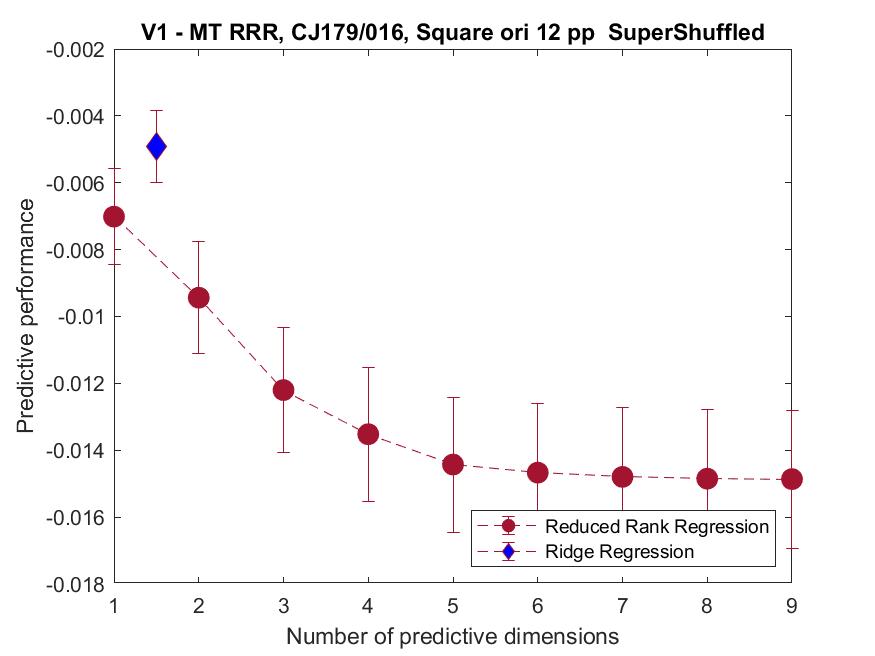 V1 - MT RRR, CJ179/016, Square ori 12 pp  SuperShuffled
-0.002
-0.004
-0.006
-0.008
-0.01
-0.012
-0.014
-0.016
-0.018
Predictive performance
Reduced Rank Regression
Ridge Regression
1 2 3 4 5 6 7 8 9
Number of predictive dimensions